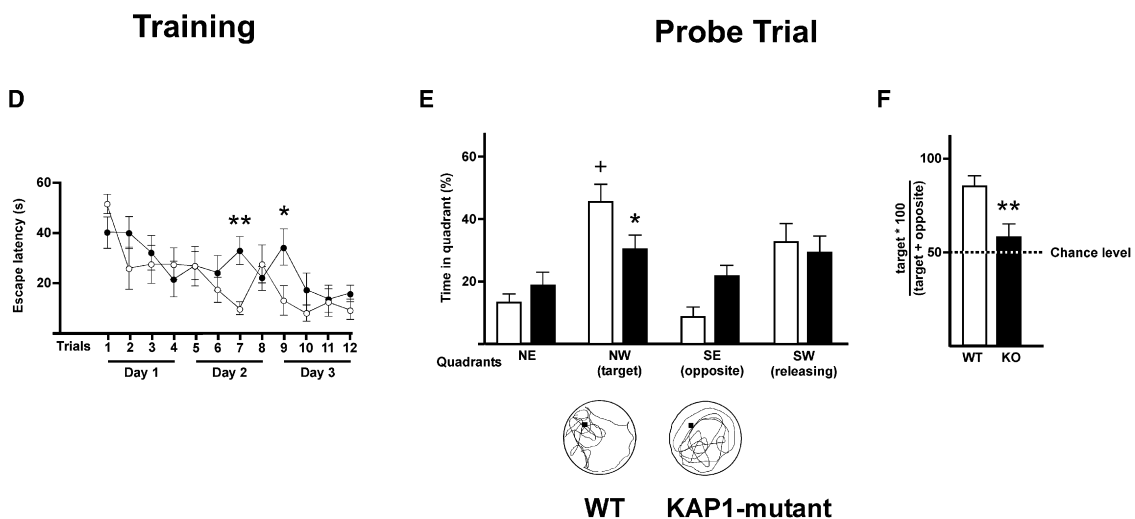 Training
Probe Trial
D
E
F
Escape latency (s)
60
40
20
**
*
Trials
1 2 3 4 5 6 7 8 9 10 11 12
Day 1 Day 2 Day 3
Time in quadrant (%)
60
40
20
+
*
Quadrants
NE NW SE SW
(target) (opposite) (releasing)
target * 100
(target + opposite)
100
50
**
Chance level
WT KO
WT KAP1-mutant